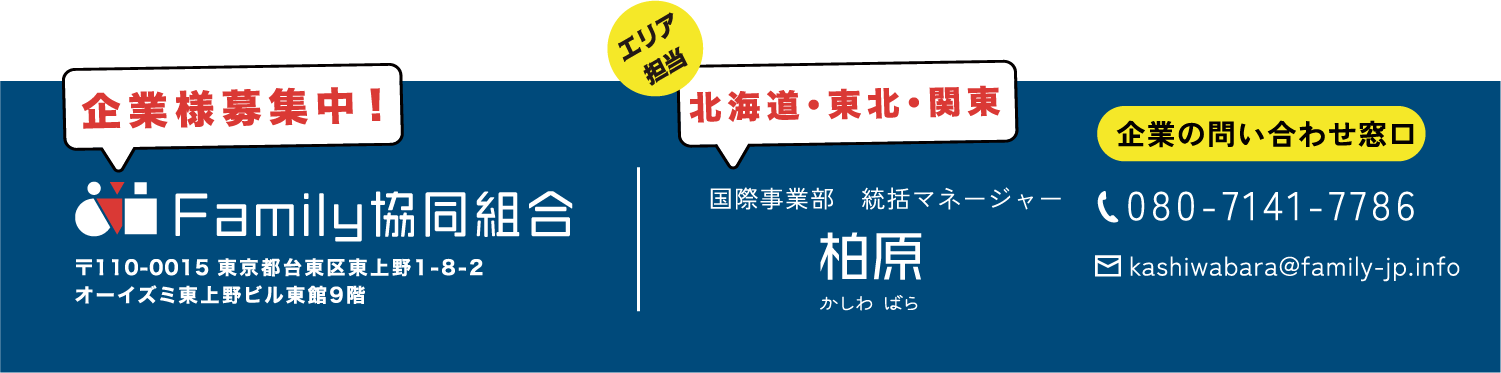 企業様募集中！
Family協同組合
〒110-0015 東京都台東区東上野1-8-2
オーイズミ東上野ビル東館9階
エリア
担当
北海道・東北・関東
国際事業部　統括マネージャー
柏原
かしわ ばら
企業の問い合わせ窓口
080-7141-7786
kashiwabara@family-jp.info